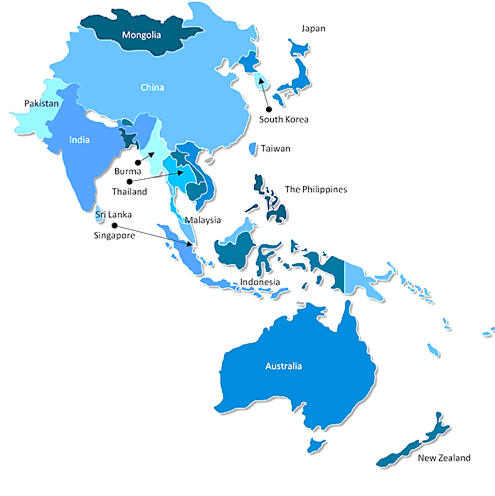 Japan
Mongolia
China
Pakistan
South Korea
India
Taiwan
Burma
Thailand
The Philippines
Sri Lanka
Malaysia
Singapore
Indonesia
Australia
New Zealand